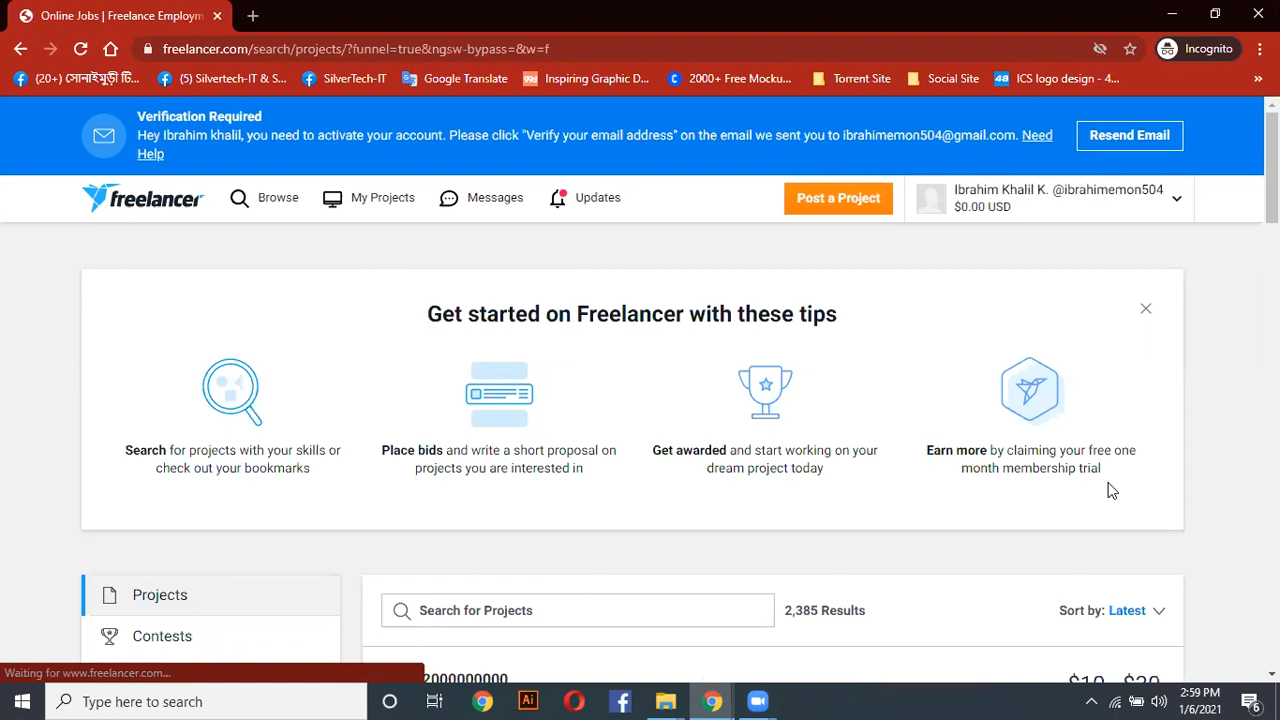 Online Jobs | Freelance Employm
freelancer.com/search/projects/?funnel=true&ngsw-bypass=&w=f
Incognito
(20+) সোনাইমুড়ী টি...
(5) Silvertech-IT & S...
SilverTech-IT
Google Translate
Inspiring Graphic D...
2000+ Free Mocku...
Torrent Site
Social Site
ICS logo design - 4...
»
Verification Required
Hey Ibrahim khalil, you need to activate your account. Please click "Verify your email address" on the email we sent you to ibrahimemon504@gmail.com. Need
Help
Resend Email
freelancer
Browse
My Projects
Messages
Updates
Post a Project
Ibrahim Khalil K. @ibrahimemon504
$0.00 USD
Get started on Freelancer with these tips
Search for projects with your skills or
check out your bookmarks
Place bids and write a short proposal on
projects you are interested in
Get awarded and start working on your
dream project today
Earn more by claiming your free one
month membership trial
Projects
Contests
Search for Projects
2,385 Results
Sort by: Latest
2000000000
$10 - $30
Waiting for www.freelancer.com...
Type here to search
Ai
2:59 PM
1/6/2021
6